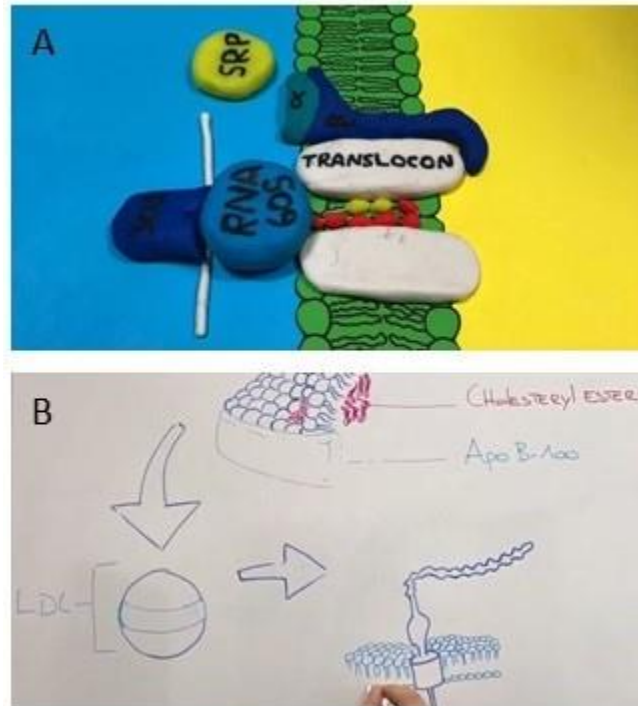 A
SRP
α
TRANSLOCON
RNA
60S
B
CHOLESTERYL ESTER
APO B-100
LDL